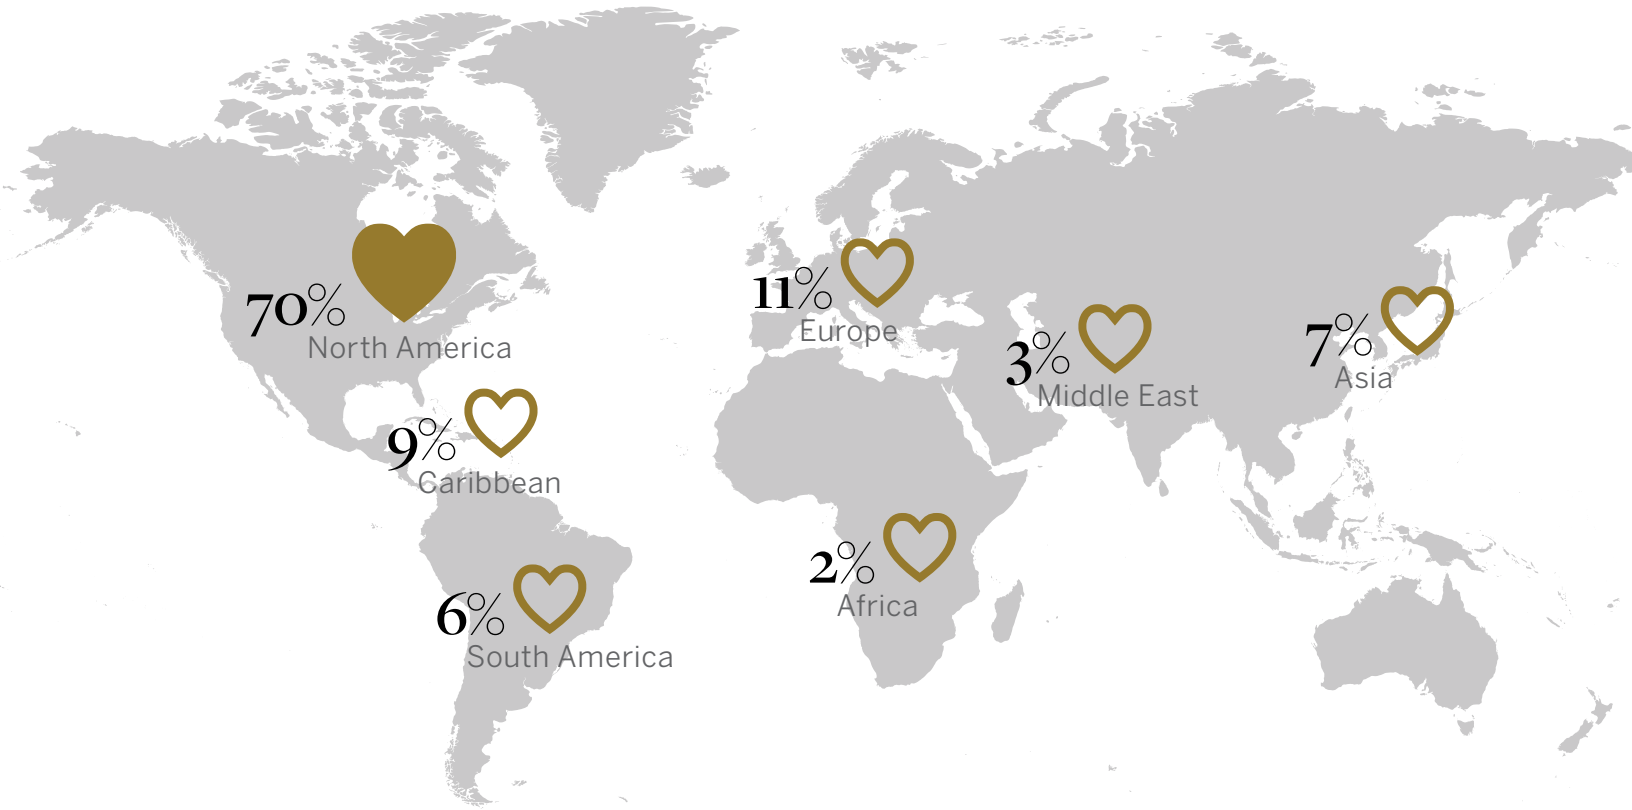 70%
North America
11%
Europe
3%
Middle East
7%
Asia
9%
Caribbean
2%
Africa
6%
South America